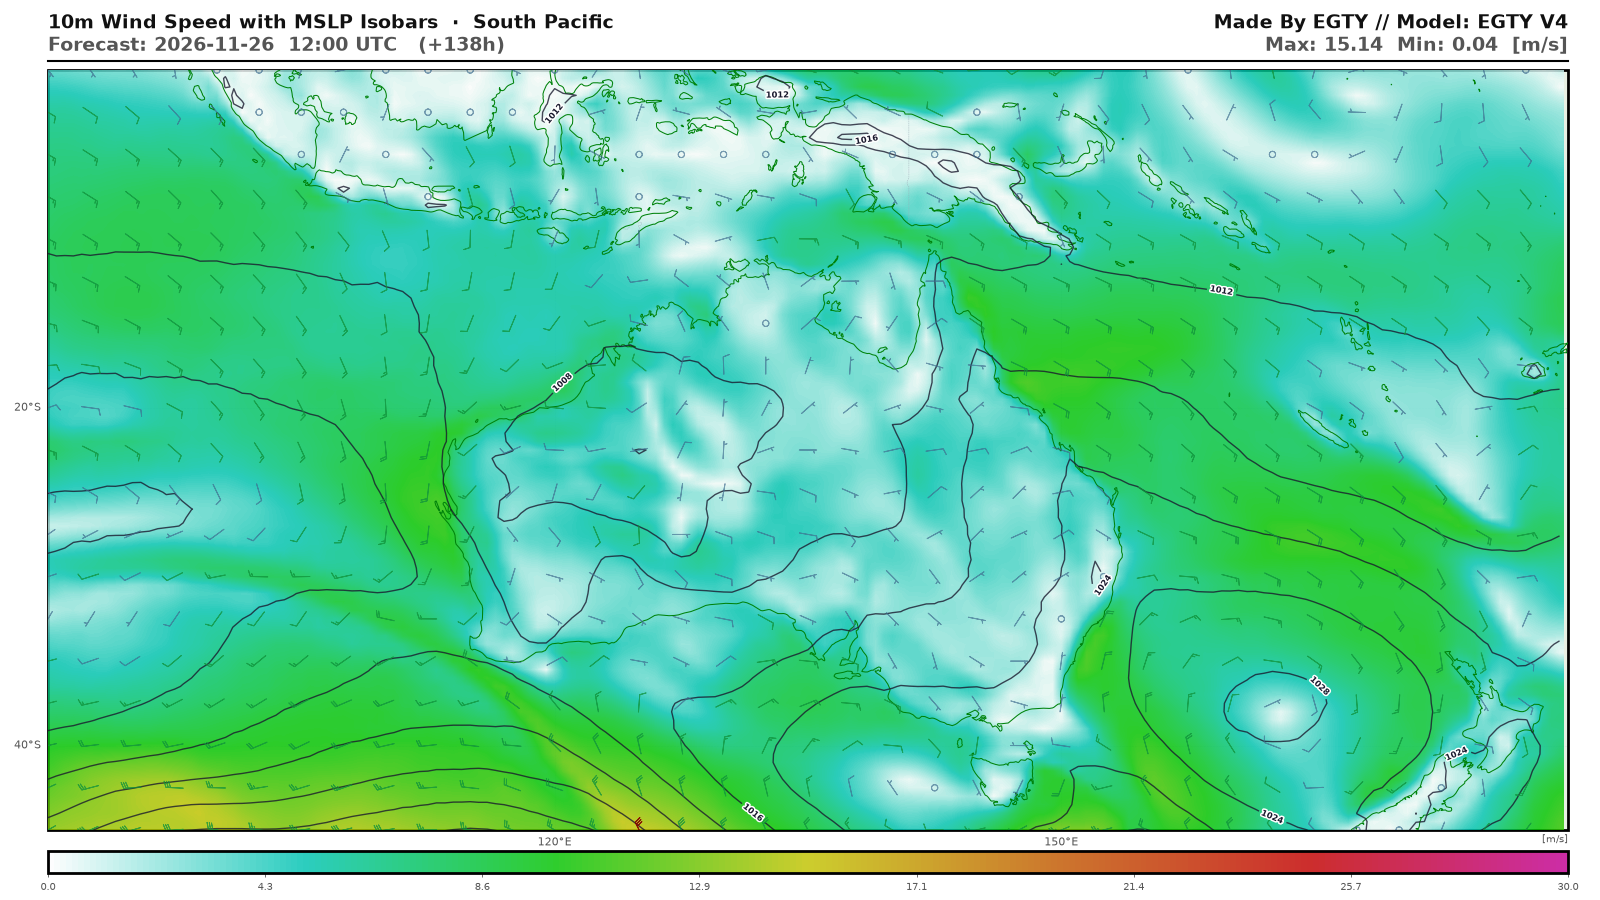 10m Wind Speed with MSLP Isobars · South Pacific
Made By EGTY // Model: EGTY V4
Forecast: 2026-11-26 12:00 UTC (+138h)
Max: 15.14 Min: 0.04 [m/s]
1012
1012
1016
1012
1008
20°S
1024
1028
40°S
1024
1016
1024
120°E
150°E
[m/s]
0.0
4.3
8.6
12.9
17.1
21.4
25.7
30.0